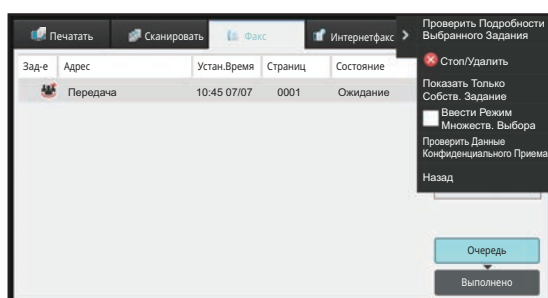 Печатать
Сканировать
Факс
Интернетфакс
Зад-е Адрес Устан.Время Страниц Состояние
Передача 10:45 07/07 0001 Ожидание
Проверить Подробности
Выбранного Задания
Стоп/Удалить
Показать Только
Собств. Задание
Ввести Режим
Множеств. Выбора
Проверить Данные
Конфиденциального Приема
Назад
Очередь
Выполнено